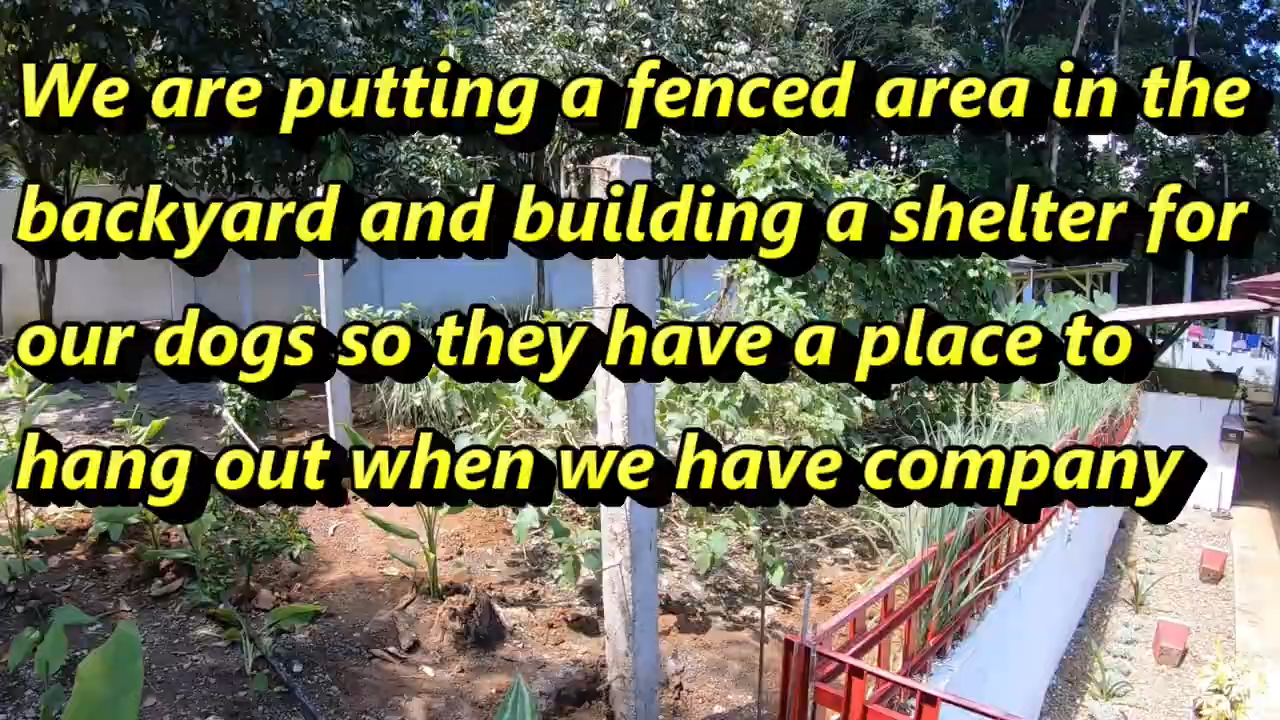 We are putting a fenced area in the
backyard and building a shelter for
our dogs so they have a place to
hang out when we have company